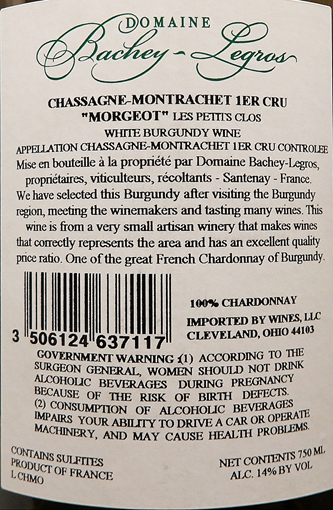 DOMAINE
Bachey-Legros
CHASSAGNE-MONTRACHET 1ER CRU
"MORGEOT" LES PETITS CLOS
WHITE BURGUNDY WINE
APPELLATION CHASSAGNE-MONTRACHET 1ER CRU CONTROLEE
Mise en bouteille à la propriété par Domaine Bachey-Legros,
propriétaires, viticulteurs, récoltants - Santenay - France.
We have selected this Burgundy after visiting the Burgundy
region, meeting the winemakers and tasting many wines. This
wine is from a very small artisan winery that makes wines
that correctly represents the area and has an excellent quality
price ratio. One of the great French Chardonnay of Burgundy.
100% CHARDONNAY
IMPORTED BY WINES, LLC
CLEVELAND, OHIO 44103
3 506124 637117
GOVERNMENT WARNING :(1) ACCORDING TO THE
SURGEON GENERAL, WOMEN SHOULD NOT DRINK
ALCOHOLIC BEVERAGES DURING PREGNANCY
BECAUSE OF THE RISK OF BIRTH DEFECTS.
(2) CONSUMPTION OF ALCOHOLIC BEVERAGES
IMPAIRS YOUR ABILITY TO DRIVE A CAR OR OPERATE
MACHINERY, AND MAY CAUSE HEALTH PROBLEMS.
CONTAINS SULFITES
PRODUCT OF FRANCE
L CHMO
NET CONTENTS 750 ML
ALC. 14% BY VOL